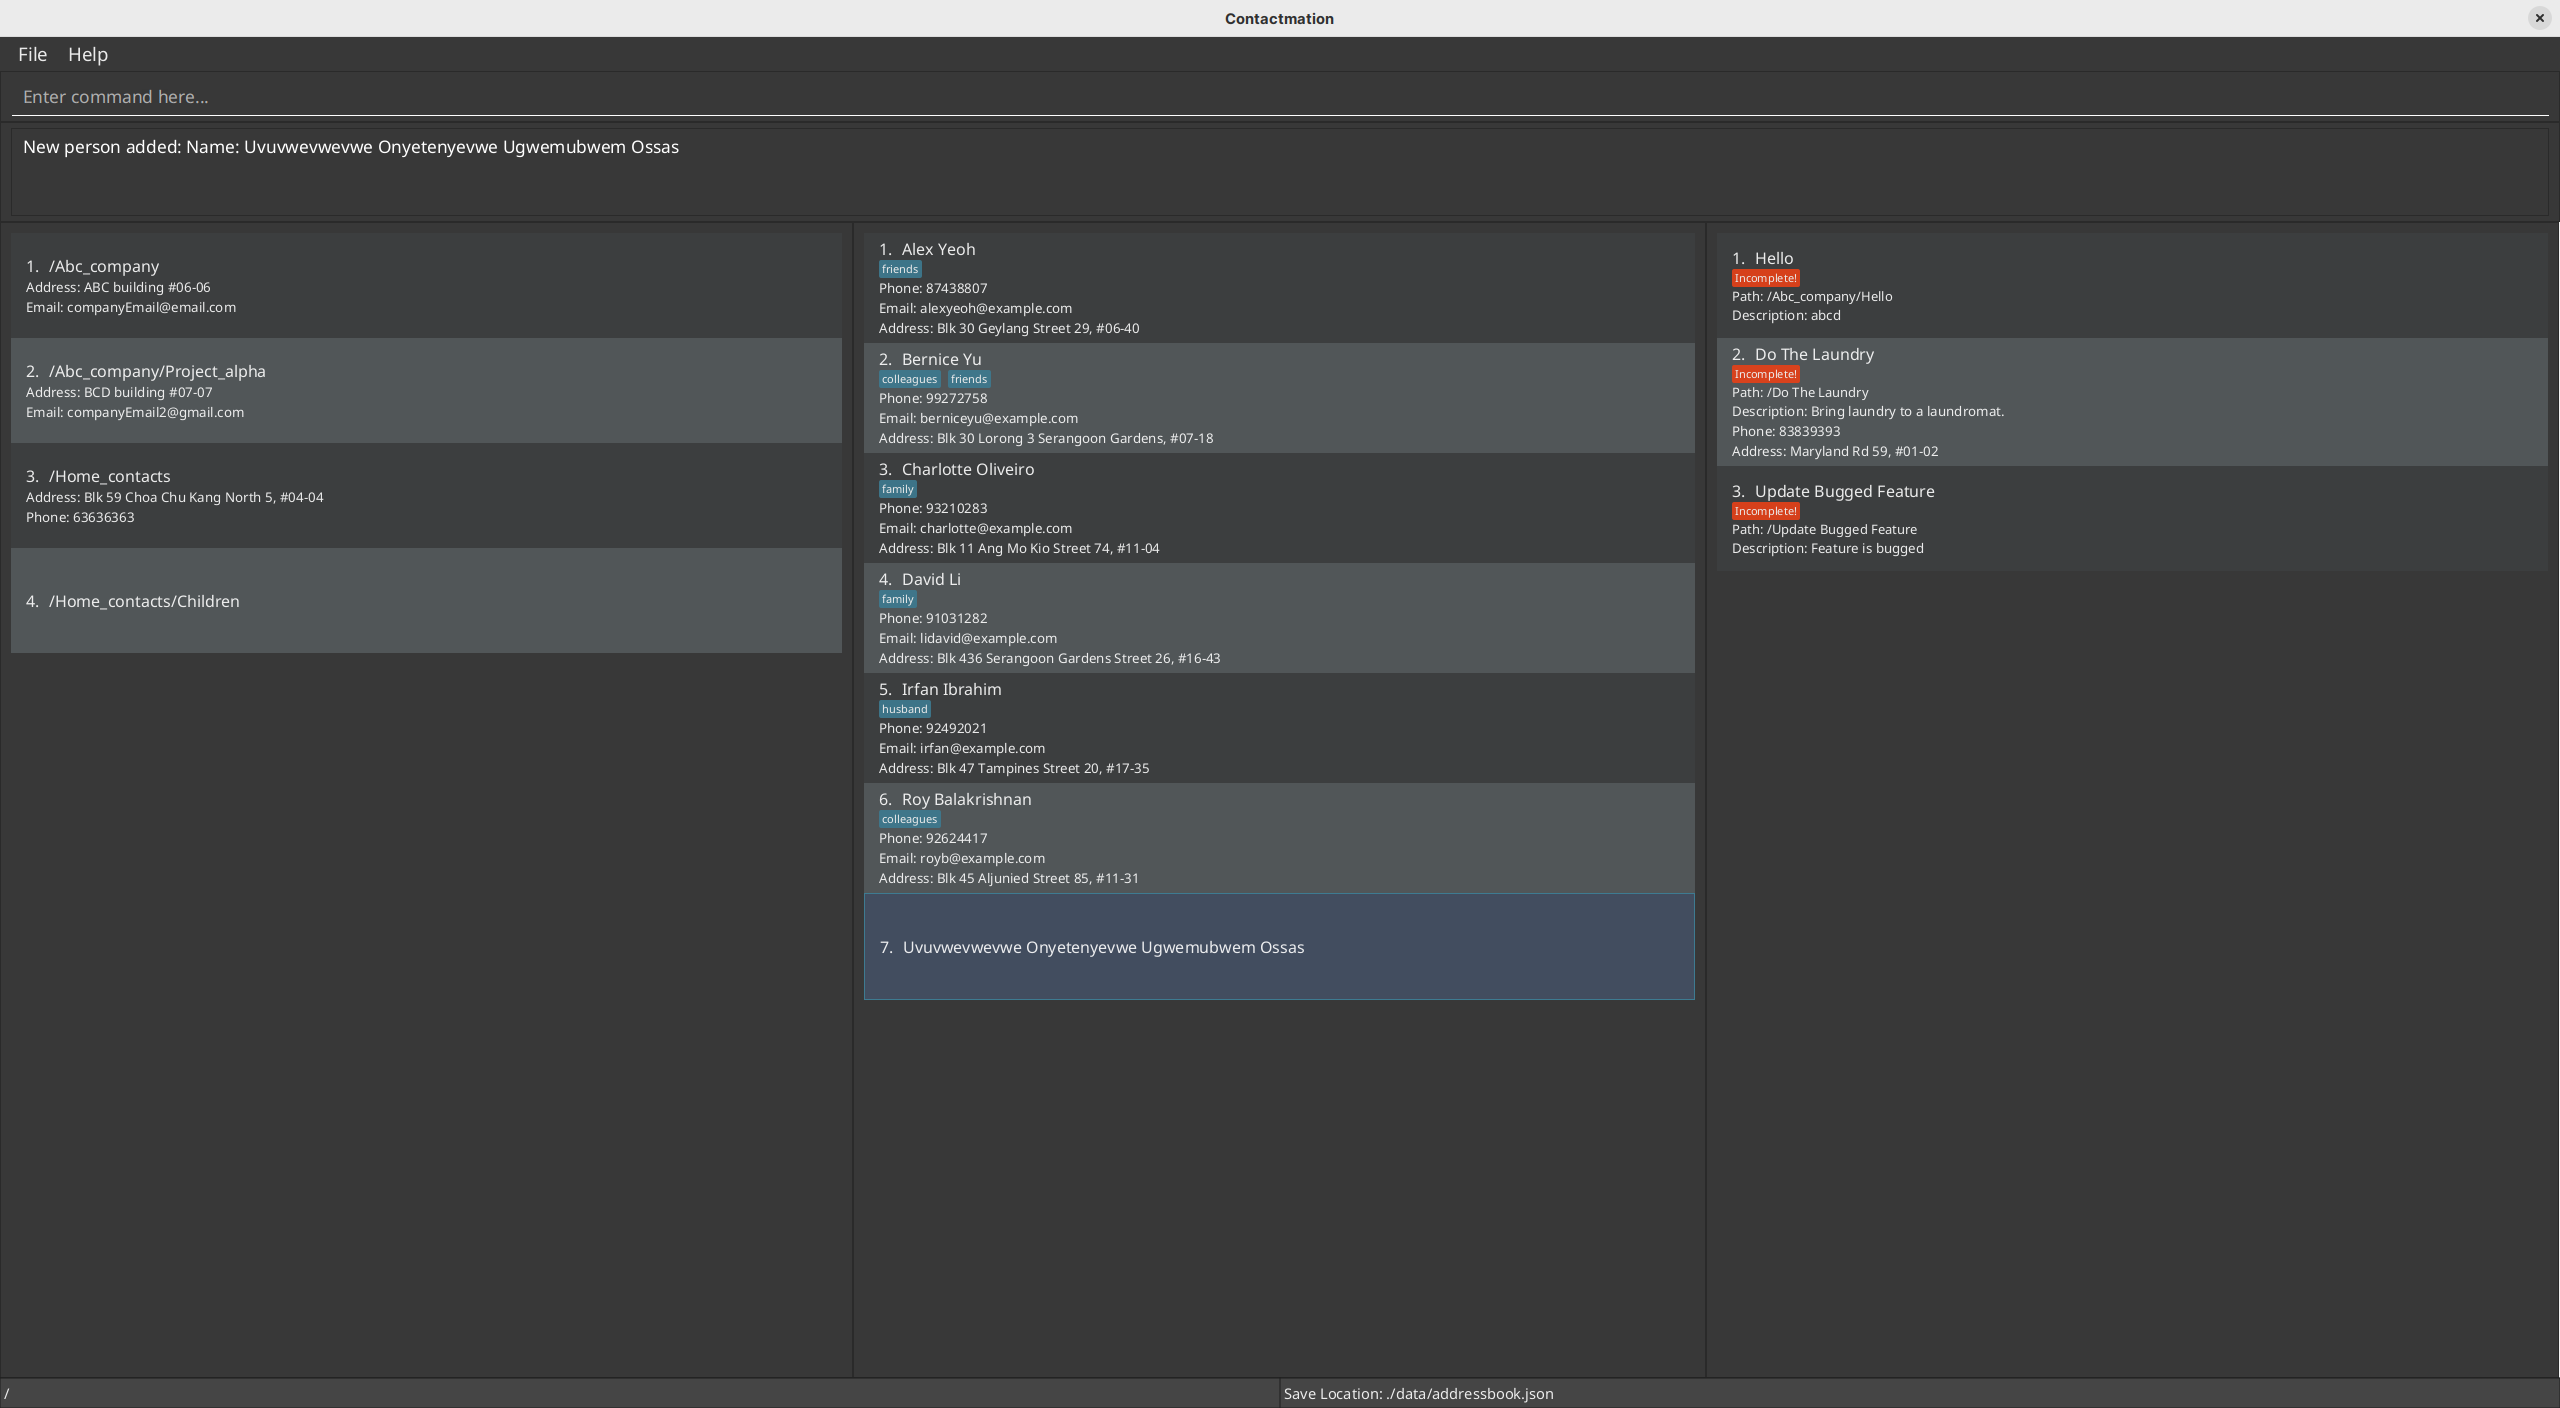 Contactmation
File Help
Enter command here...
New person added: Name: Uvuvwevwevwe Onyetenyevwe Ugwemubwem Ossas
1. /Abc_company
Address: ABC building #06-06
Email: companyEmail@email.com
2. /Abc_company/Project_alpha
Address: BCD building #07-07
Email: companyEmail2@gmail.com
3. /Home_contacts
Address: Blk 59 Choa Chu Kang North 5, #04-04
Phone: 63636363
4. /Home_contacts/Children
1. Alex Yeoh
friends
Phone: 87438807
Email: alexyeoh@example.com
Address: Blk 30 Geylang Street 29, #06-40
2. Bernice Yu
colleagues friends
Phone: 99272758
Email: berniceyu@example.com
Address: Blk 30 Lorong 3 Serangoon Gardens, #07-18
3. Charlotte Oliveiro
family
Phone: 93210283
Email: charlotte@example.com
Address: Blk 11 Ang Mo Kio Street 74, #11-04
4. David Li
family
Phone: 91031282
Email: lidavid@example.com
Address: Blk 436 Serangoon Gardens Street 26, #16-43
5. Irfan Ibrahim
husband
Phone: 92492021
Email: irfan@example.com
Address: Blk 47 Tampines Street 20, #17-35
6. Roy Balakrishnan
colleagues
Phone: 92624417
Email: royb@example.com
Address: Blk 45 Aljunied Street 85, #11-31
7. Uvuvwevwevwe Onyetenyevwe Ugwemubwem Ossas
1. Hello
Incomplete!
Path: /Abc_company/Hello
Description: abcd
2. Do The Laundry
Incomplete!
Path: /Do The Laundry
Description: Bring laundry to a laundromat.
Phone: 83839393
Address: Maryland Rd 59, #01-02
3. Update Bugged Feature
Incomplete!
Path: /Update Bugged Feature
Description: Feature is bugged
/
Save Location: ./data/addressbook.json